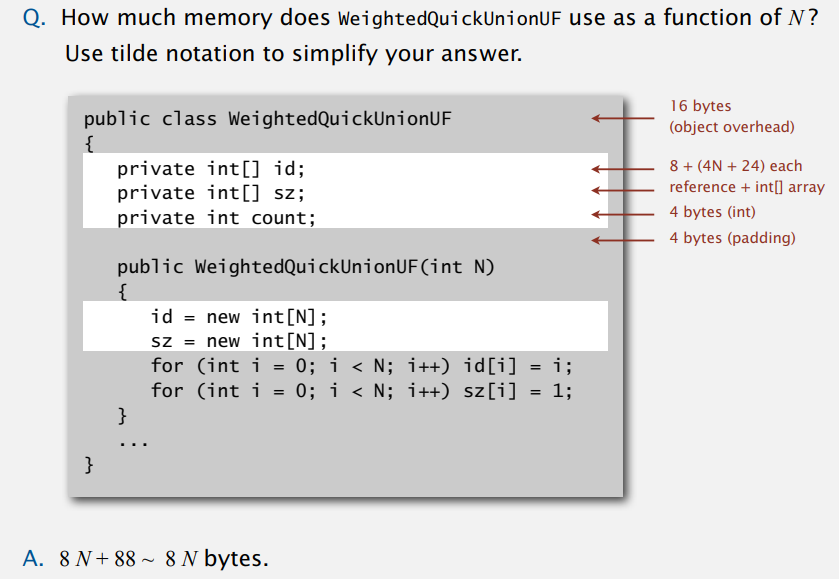 Q. How much memory does WeightedQuickUnionUF use as a function of N?
Use tilde notation to simplify your answer.
public class WeightedQuickUnionUF
{
private int[] id;
private int[] sz;
private int count;
public WeightedQuickUnionUF(int N)
{
id = new int[N];
sz = new int[N];
for (int i = 0; i < N; i++) id[i] = i;
for (int i = 0; i < N; i++) sz[i] = 1;
}
...
}
16 bytes
(object overhead)
8 + (4N + 24) each
reference + int[] array
4 bytes (int)
4 bytes (padding)
A. 8 N + 88 ~ 8 N bytes.